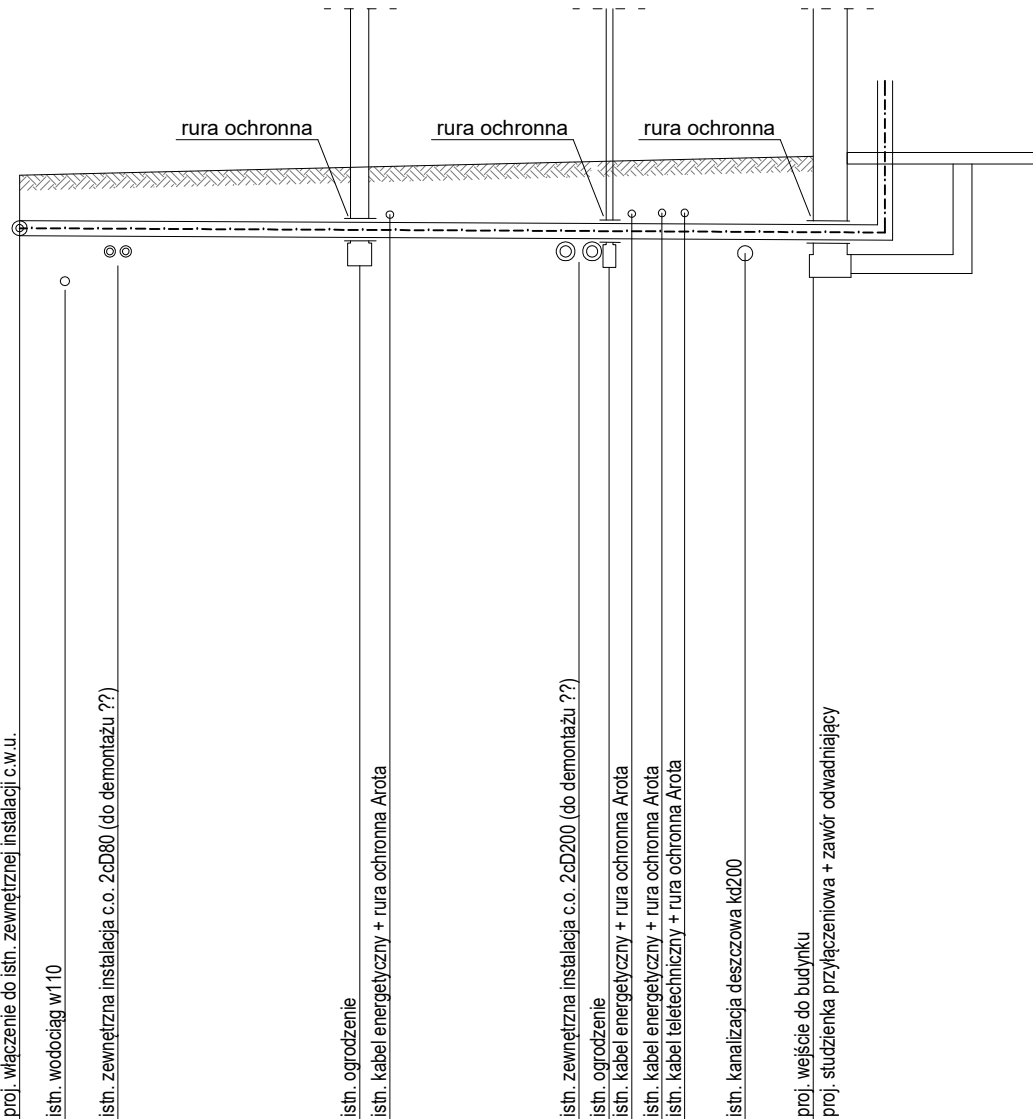 rura ochronna
rura ochronna
rura ochronna
proj. włączenie do istn. zewnętrznej instalacji c.w.u.
istn. wodociąg w110
istn. zewnętrzna instalacja c.o. 2cD80 (do demontażu ??)
istn. ogrodzenie
istn. kabel energetyczny + rura ochronna Arota
istn. zewnętrzna instalacja c.o. 2cD200 (do demontażu ??)
istn. ogrodzenie
istn. kabel energetyczny + rura ochronna Arota
istn. kabel energetyczny + rura ochronna Arota
istn. kabel teletechniczny + rura ochronna Arota
istn. kanalizacja deszczowa kd200
proj. wejście do budynku
proj. studzienka przyłączeniowa + zawór odwadniający